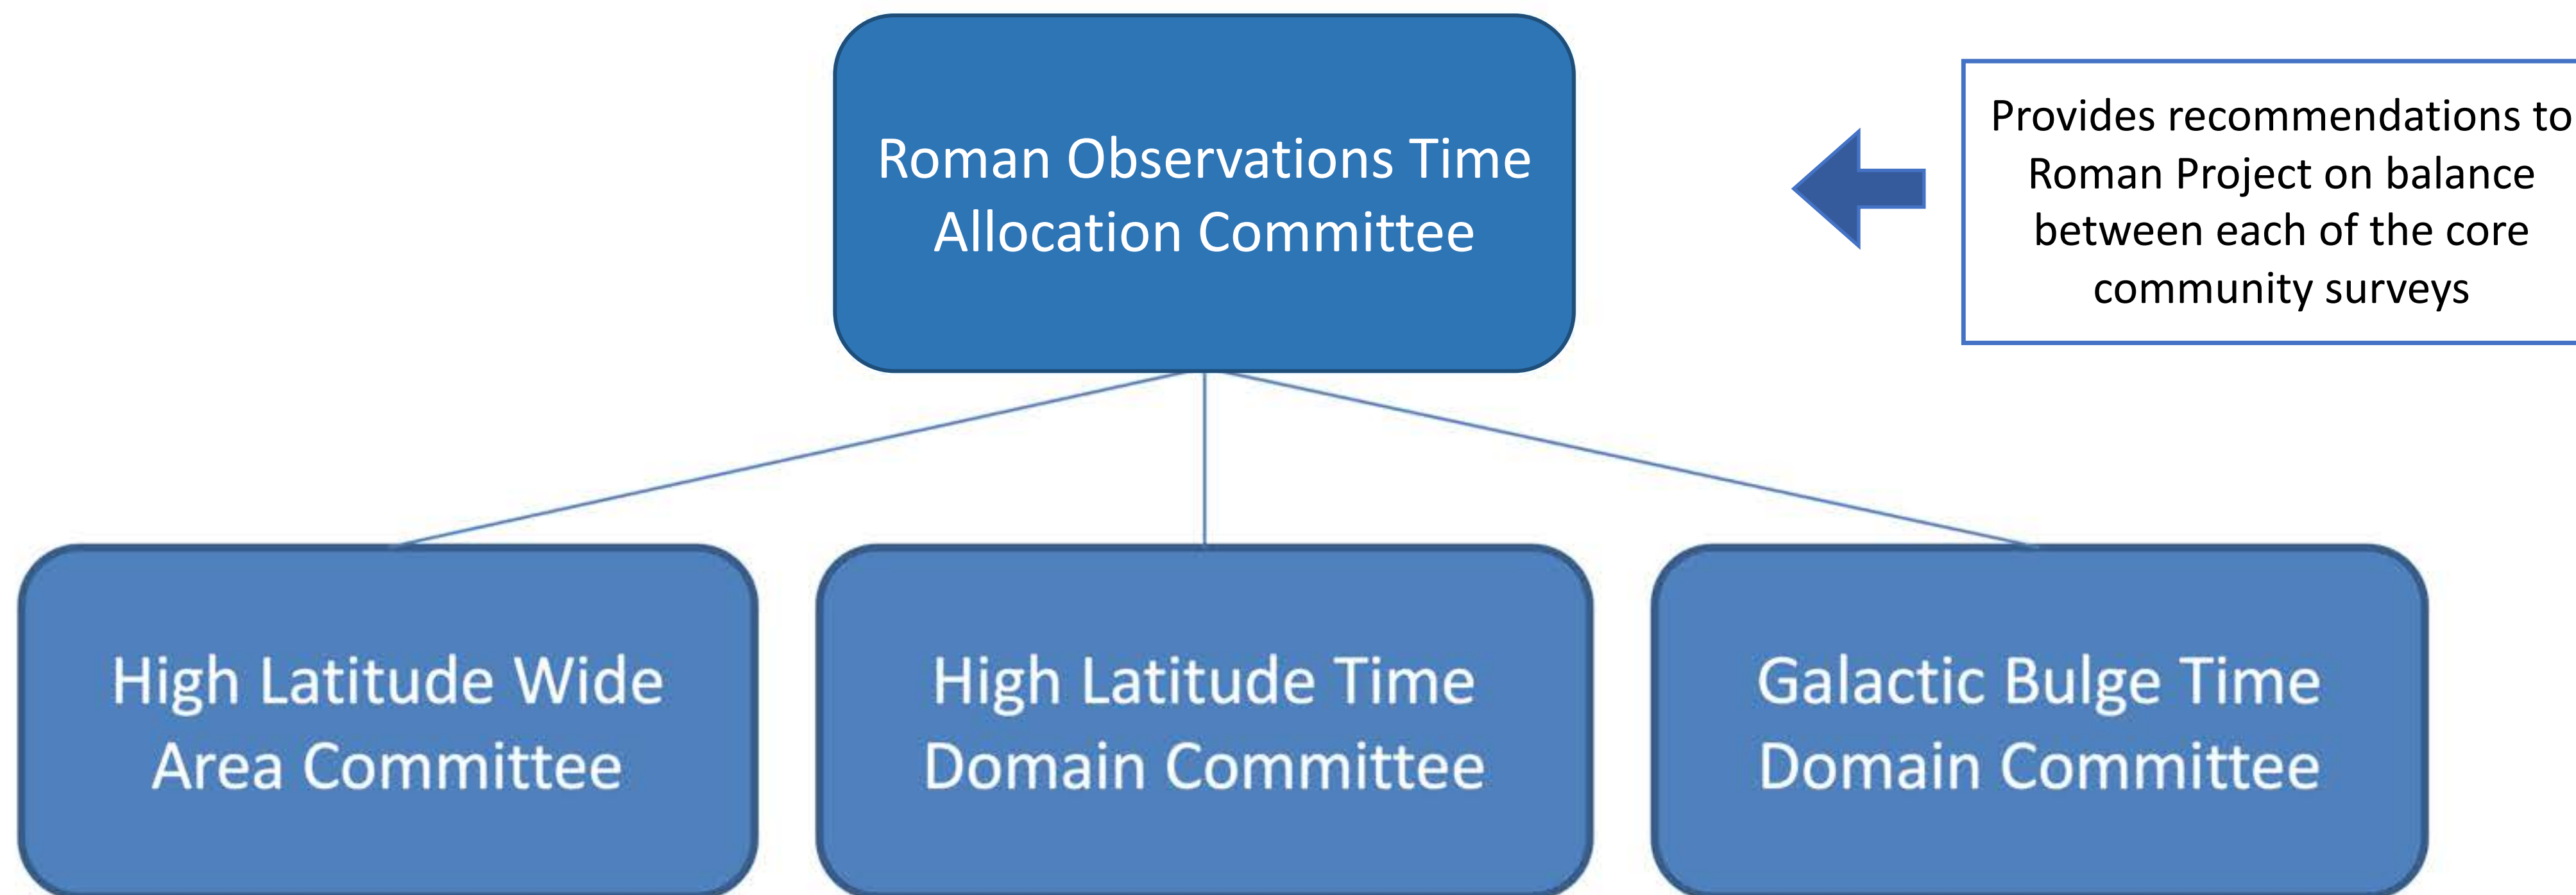 Roman Observations Time
Allocation Committee
Provides recommendations to
Roman Project on balance
between each of the core
community surveys
High Latitude Wide
Area Committee
High Latitude Time
Domain Committee
Galactic Bulge Time
Domain Committee